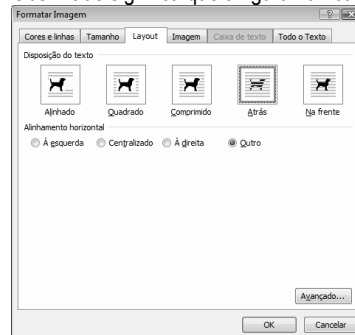 Formatar Imagem
Cores e linhas Tamanho Layout Imagem Caixa de texto Todo o Texto
Disposição do texto
Alinhado Quadrado Comprimido Atrás Na frente
Alinhamento horizontal
À esquerda Centralizado À direita Outro
Avançado...
OK Cancelar